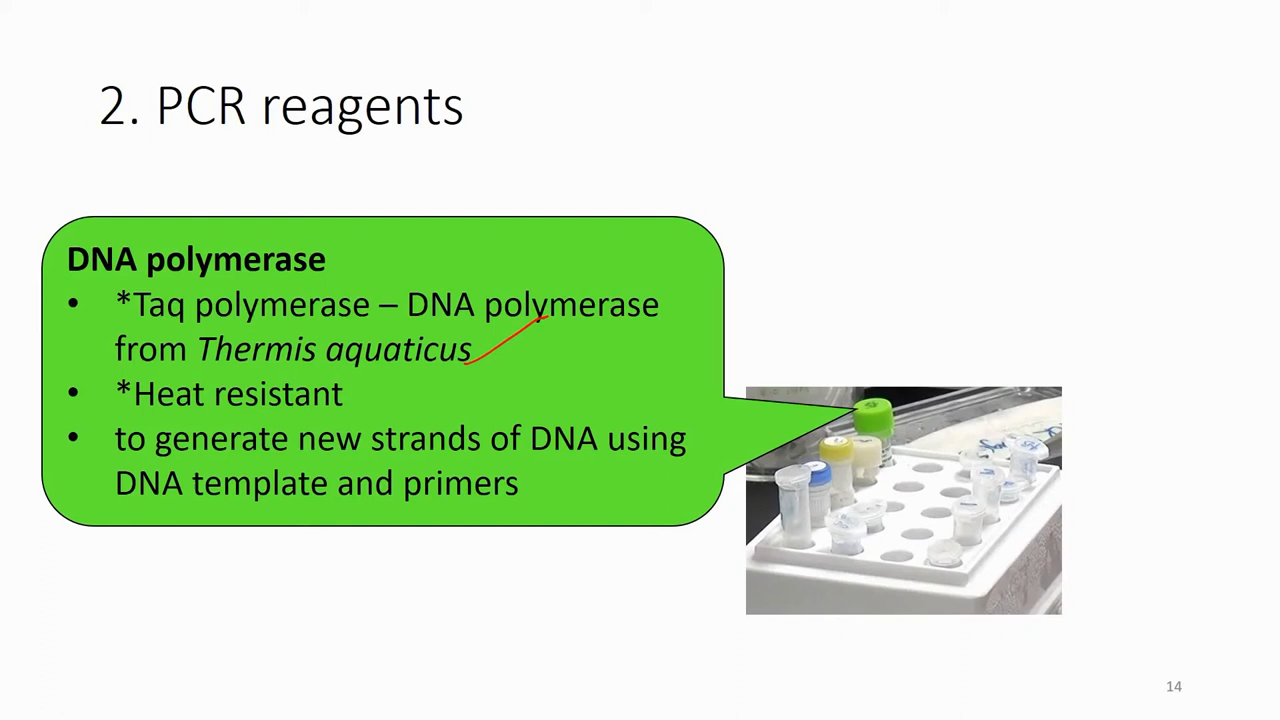 2. PCR reagents
DNA polymerase
• *Taq polymerase – DNA polymerase
from Thermis aquaticus
• *Heat resistant
• to generate new strands of DNA using
DNA template and primers
14